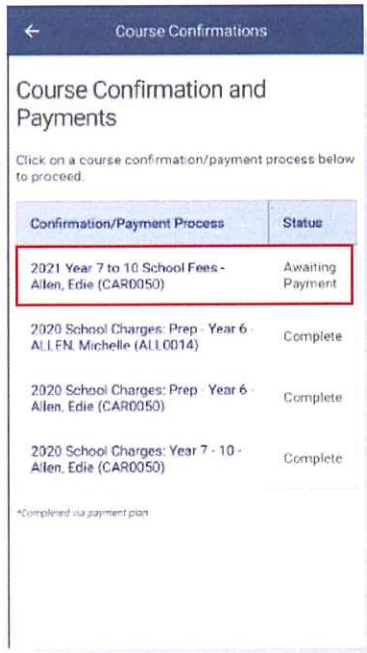 Course Confirmations
Course Confirmation and
Payments
Click on a course confirmation/payment process below
to proceed.
Confirmation/Payment Process Status
2021 Year 7 to 10 School Fees - Awaiting
Allen, Edie (CAR0050) Payment
2020 School Charges: Prep - Year 6 -
ALLEN, Michelle (ALL0014) Complete
2020 School Charges: Prep - Year 6 -
Allen, Edie (CAR0050) Complete
2020 School Charges: Year 7 - 10 -
Allen, Edie (CAR0050) Complete
*Completed via payment plan